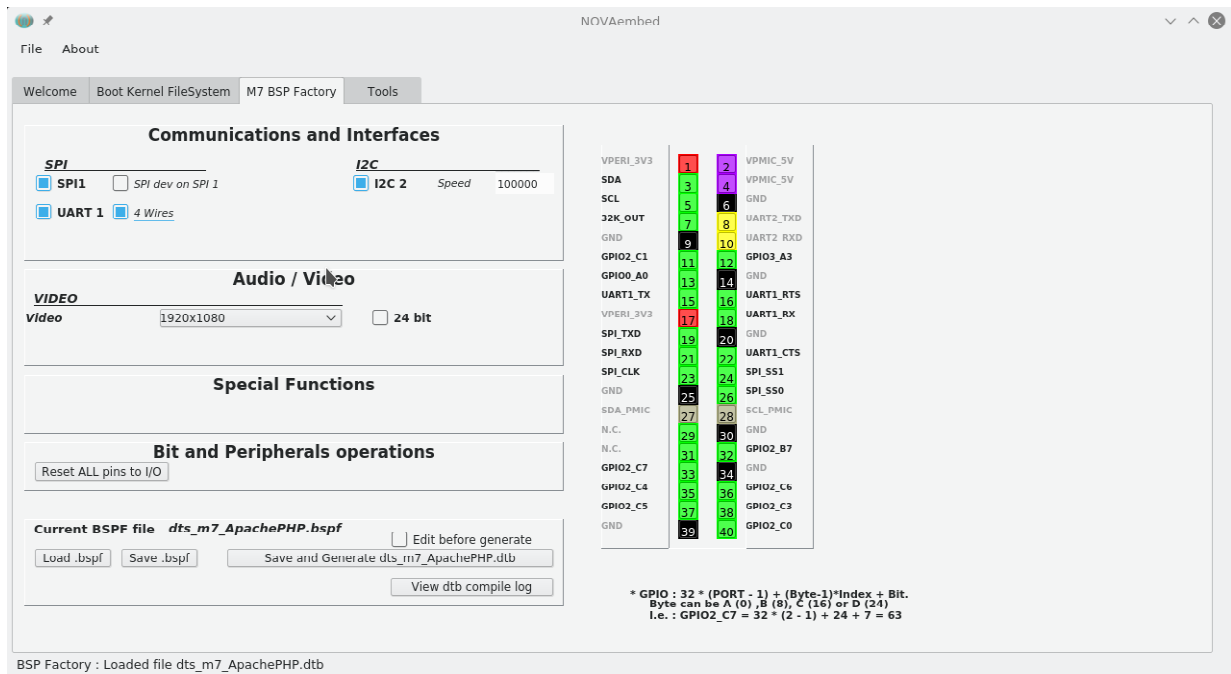 NOVAembed
File About
Welcome Boot Kernel FileSystem M7 BSP Factory Tools
Communications and Interfaces
SPI I2C
SPI1 SPI dev on SPI 1 I2C 2 Speed 100000
UART 1 4 Wires
Audio / Video
VIDEO
Video 1920x1080 24 bit
Special Functions
Bit and Peripherals operations
Reset ALL pins to I/O
Current BSPF file dts_m7_ApachePHP.bspf
Edit before generate
Load .bspf Save .bspf Save and Generate dts_m7_ApachePHP.dtb
View dtb compile log
VPERI_3V3 1 2 VPMIC_5V
SDA 3 4 VPMIC_5V
SCL 5 6 GND
32K_OUT 7 8 UART2_TXD
GND 9 10 UART2_RXD
GPIO2_C1 11 12 GPIO3_A3
GPIO0_A0 13 14 GND
UART1_TX 15 16 UART1_RTS
VPERI_3V3 17 18 UART1_RX
SPI_TXD 19 20 GND
SPI_RXD 21 22 UART1_CTS
SPI_CLK 23 24 SPI_SS1
GND 25 26 SPI_SS0
SDA_PMIC 27 28 SCL_PMIC
N.C. 29 30 GND
N.C. 31 32 GPIO2_B7
GPIO2_C7 33 34 GND
GPIO2_C4 35 36 GPIO2_C6
GPIO2_C5 37 38 GPIO2_C3
GND 39 40 GPIO2_C0
* GPIO : 32 * (PORT - 1) + (Byte-1)*Index + Bit.
Byte can be A (0) ,B (8), C (16) or D (24)
I.e. : GPIO2_C7 = 32 * (2 - 1) + 24 + 7 = 63
BSP Factory : Loaded file dts_m7_ApachePHP.dtb